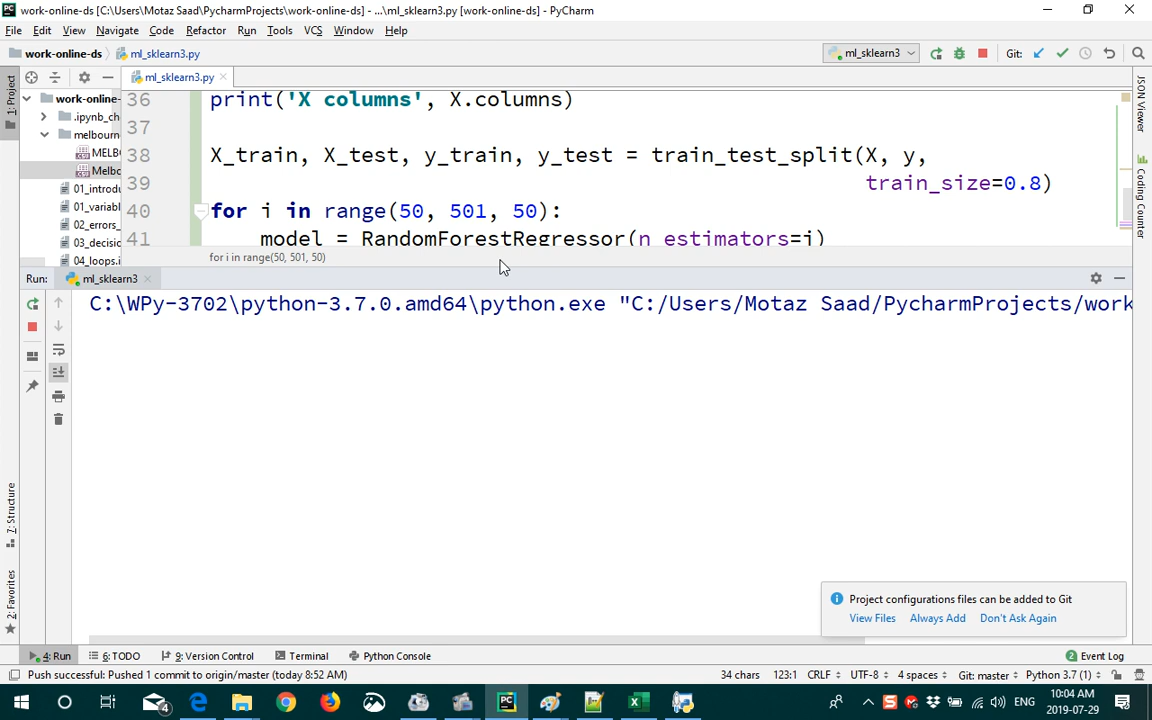 work-online-ds [C:\Users\Motaz Saad\PycharmProjects\work-online-ds] - ...\ml_sklearn3.py [work-online-ds] - PyCharm
File Edit View Navigate Code Refactor Run Tools VCS Window Help
work-online-ds ml_sklearn3.py ml_sklearn3 Git:
1: Project
ml_sklearn3.py
work-online-
.ipynb_ch
melbourn
MELB
Melbo
01_introdu
01_variabl
02_errors_
03_decisio
04_loops.i
36 print('X columns', X.columns)
37
38 X_train, X_test, y_train, y_test = train_test_split(X, y,
39 train_size=0.8)
40 for i in range(50, 501, 50):
41 model = RandomForestRegressor(n_estimators=i)
for i in range(50, 501, 50)
JSON Viewer
Coding Counter
Run: ml_sklearn3
C:\WPy-3702\python-3.7.0.amd64\python.exe "C:/Users/Motaz Saad/PycharmProjects/work
7: Structure
2: Favorites
Project configurations files can be added to Git
View Files Always Add Don't Ask Again
4: Run 6: TODO 9: Version Control Terminal Python Console 2 Event Log
Push successful: Pushed 1 commit to origin/master (today 8:52 AM) 34 chars 123:1 CRLF UTF-8 4 spaces Git: master Python 3.7 (1)
4 ENG 10:04 AM
2019-07-29